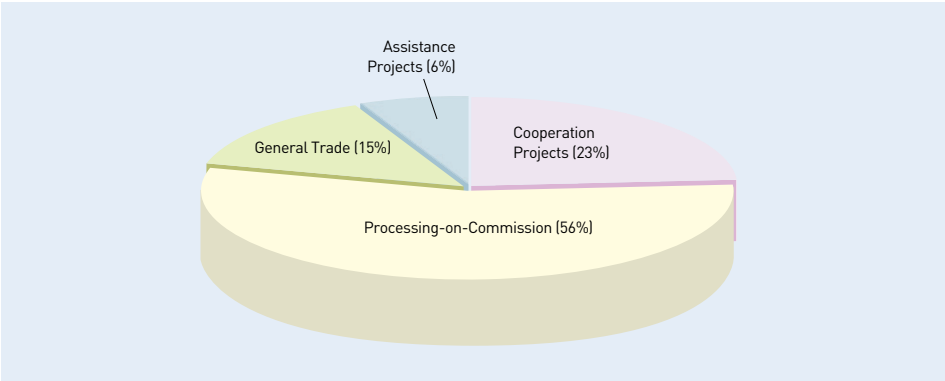 Assistance
Projects (6%)
Cooperation
Projects (23%)
General Trade (15%)
Processing-on-Commission (56%)